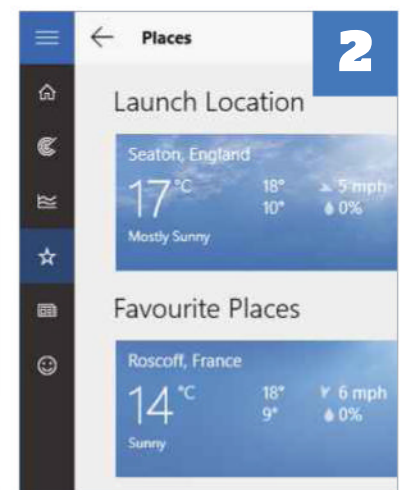 Places
2
Launch Location
Seaton, England
17 °C 18° 5 mph
10° 0%
Mostly Sunny
Favourite Places
Roscoff, France
14 °C 18° 6 mph
9° 0%
Sunny